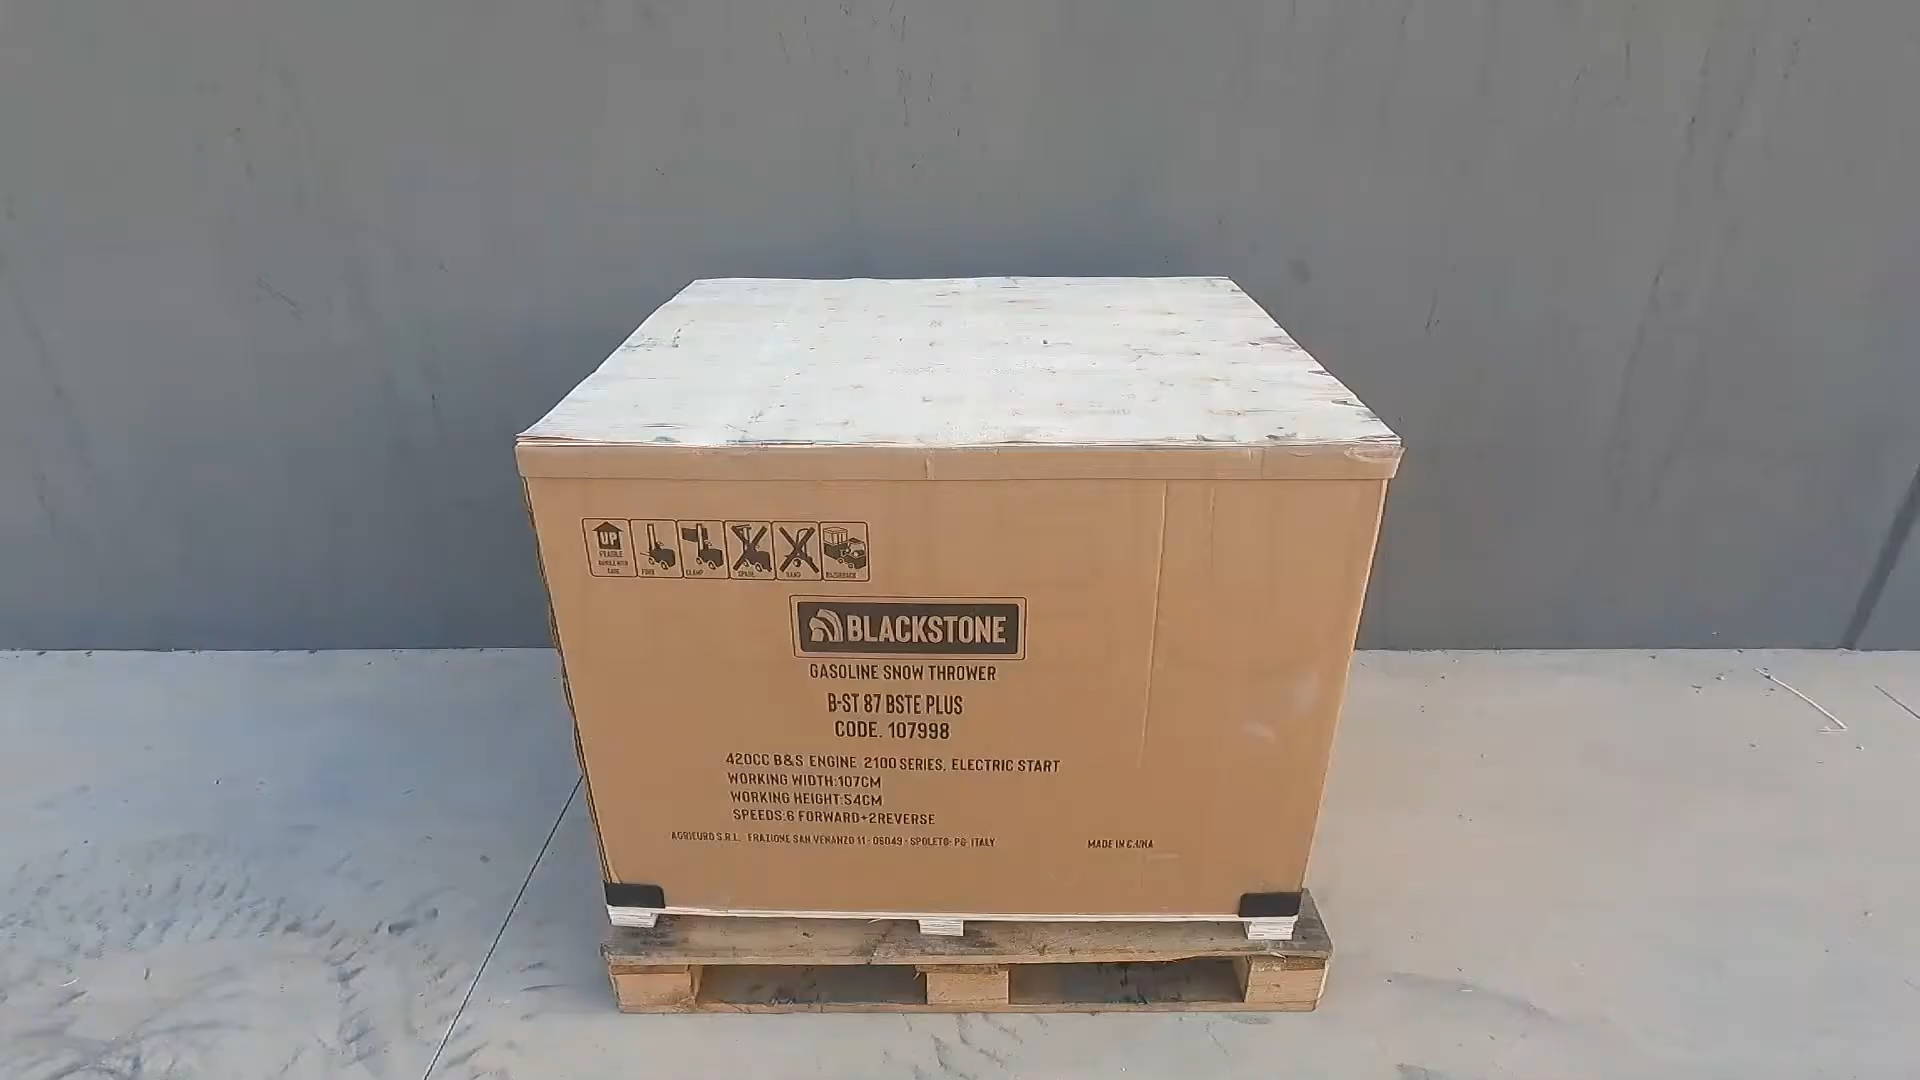 UP
FRAGILE
HANDLE WITH
CARE
FORK
CLAMP
SPADE
HAND
BLACKSTONE
GASOLINE SNOW THROWER
B-ST 87 BSTE PLUS
CODE. 107998
420CC B&S ENGINE 2100 SERIES, ELECTRIC START
WORKING WIDTH:107CM
WORKING HEIGHT:54CM
SPEEDS:6 FORWARD+2REVERSE
AGRIEURO S.R.L. FRAZIONE SAN VENANZO 11 - 06049 - SPOLETO- PG- ITALY
MADE IN